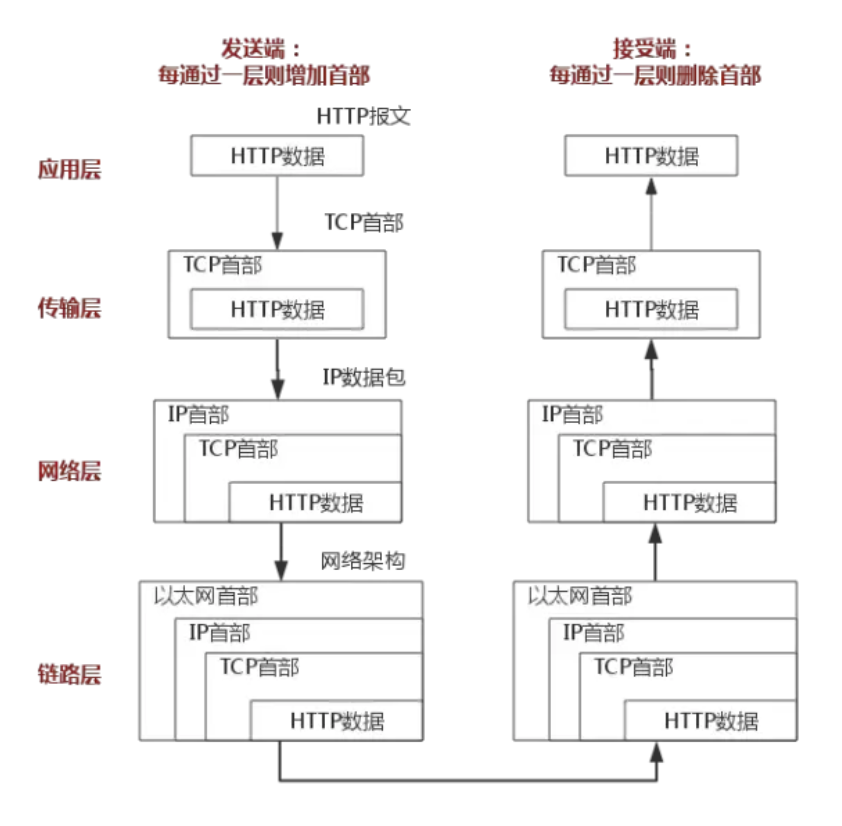 发送端：
每通过一层则增加首部
接受端：
每通过一层则删除首部
HTTP报文
应用层
HTTP数据
HTTP数据
TCP首部
TCP首部
TCP首部
传输层
HTTP数据
HTTP数据
IP数据包
IP首部
IP首部
TCP首部
TCP首部
网络层
HTTP数据
HTTP数据
网络架构
以太网首部
以太网首部
IP首部
IP首部
链路层
TCP首部
TCP首部
HTTP数据
HTTP数据